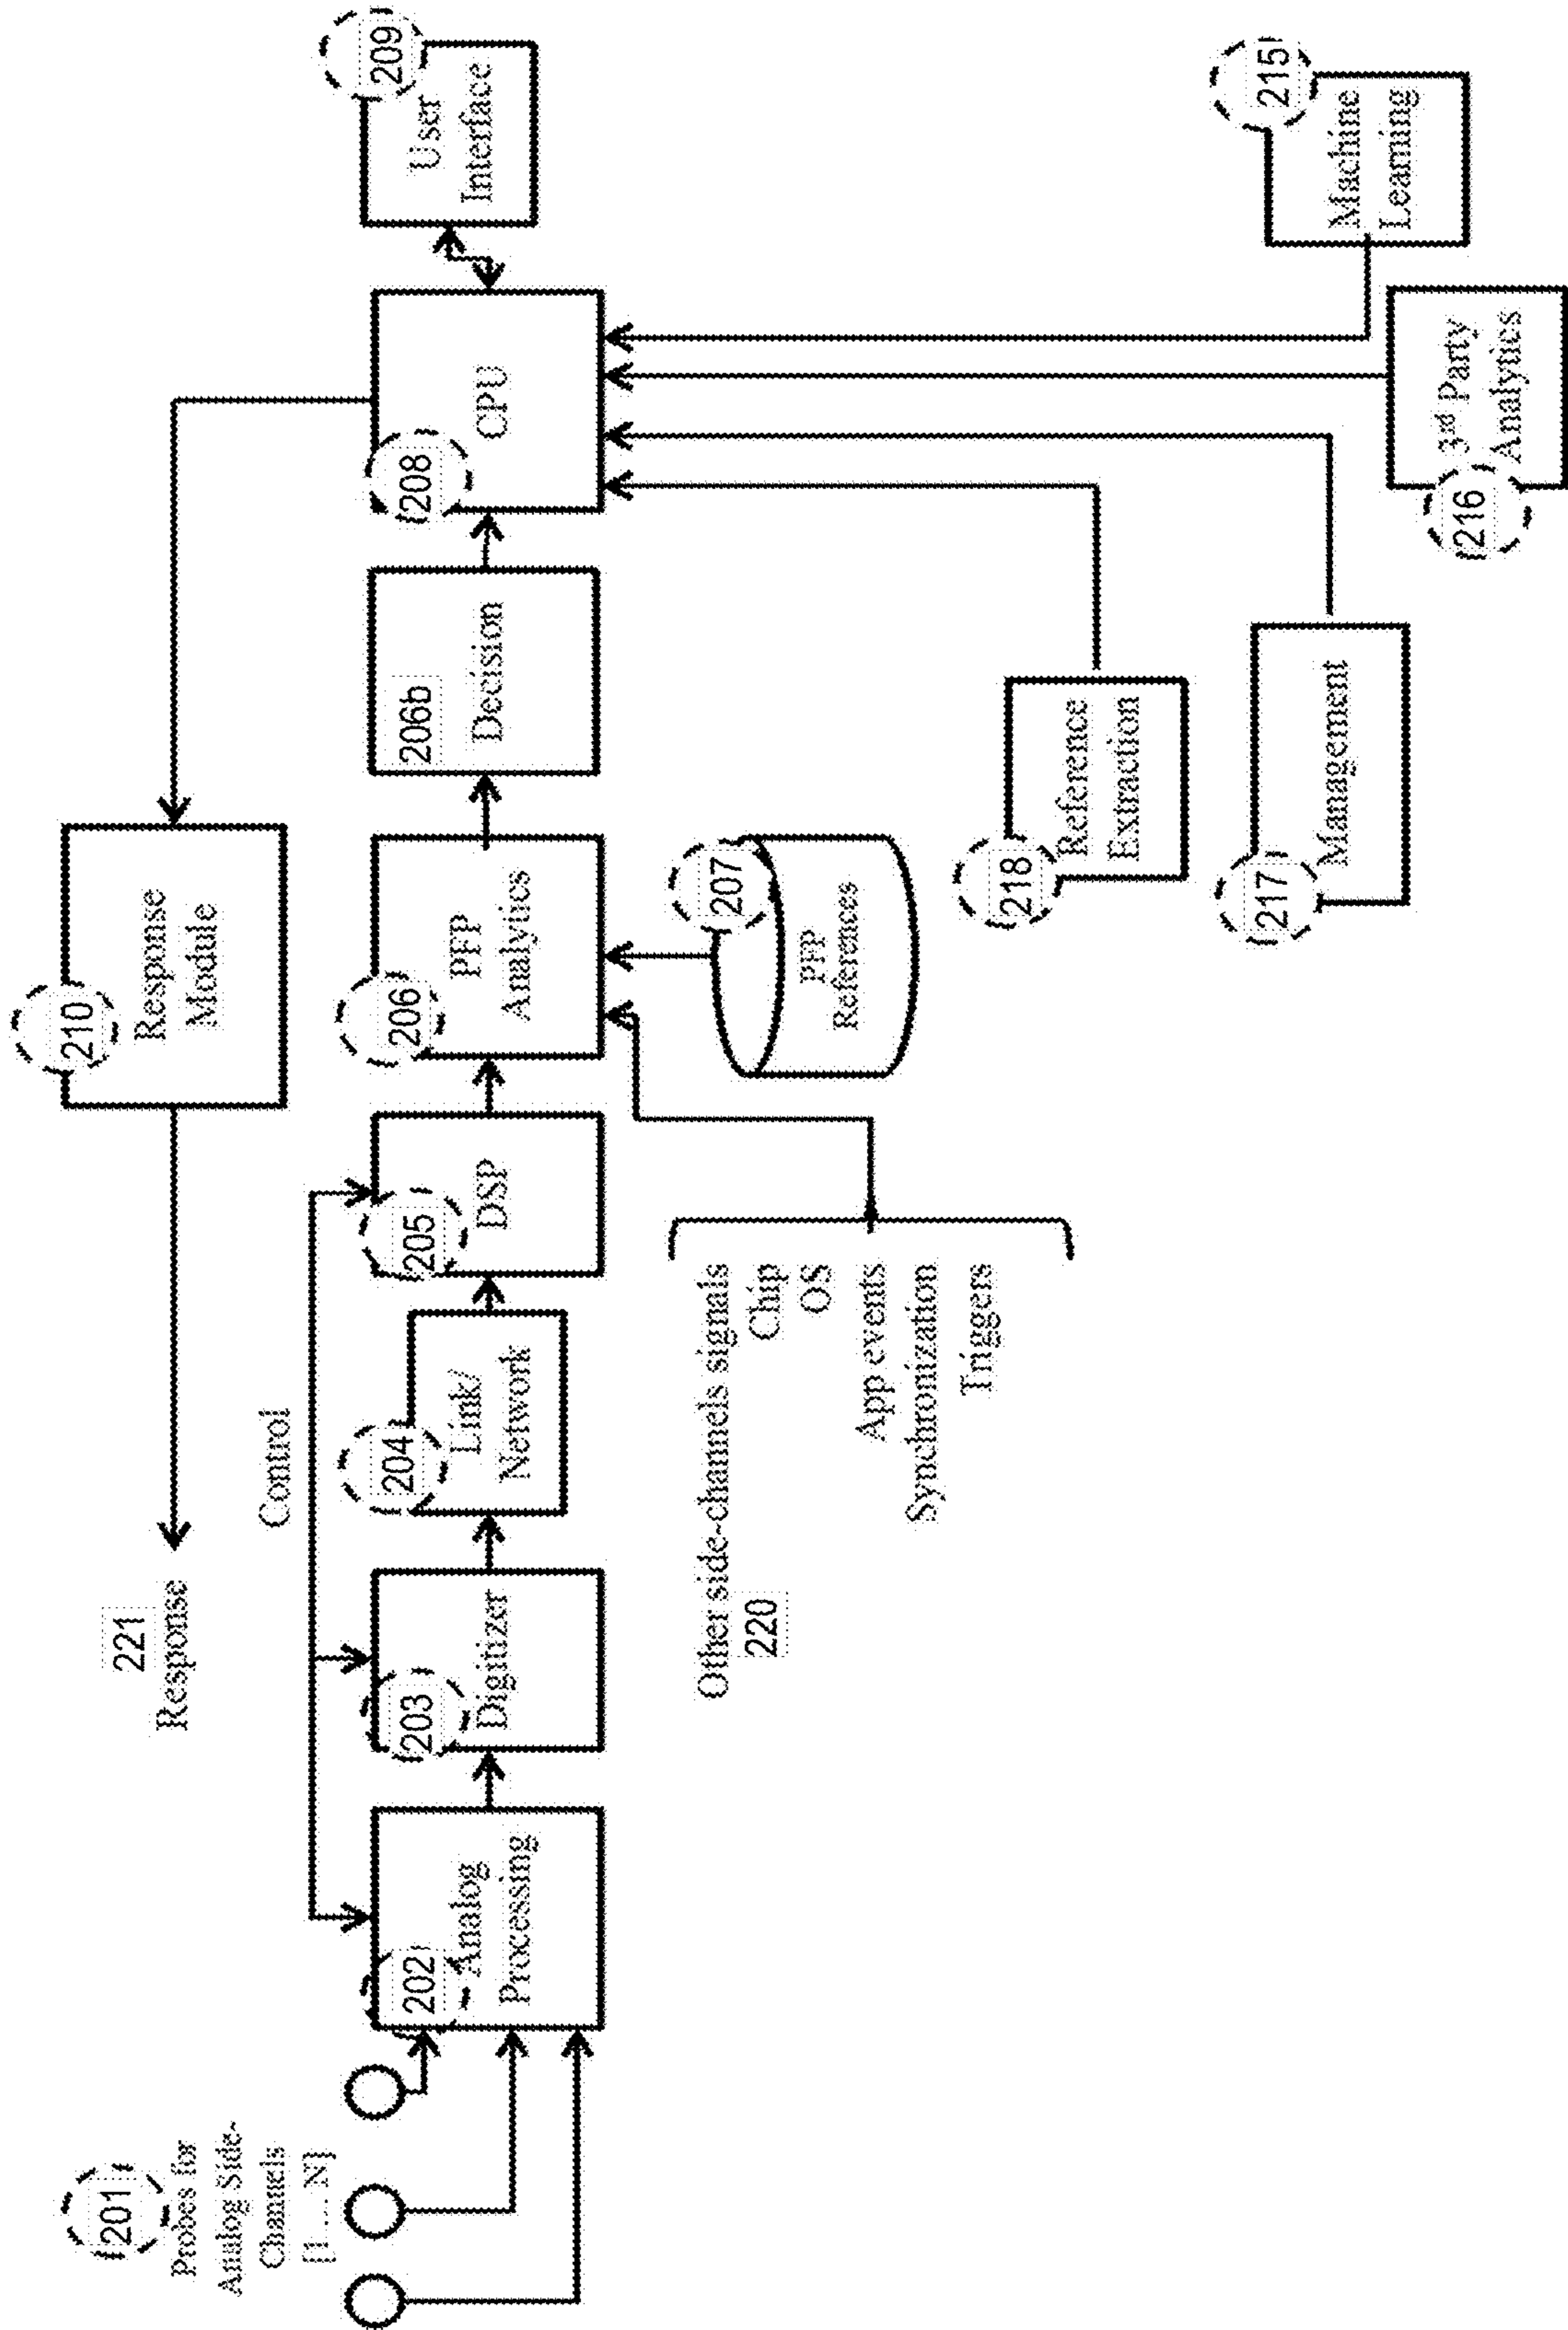 201
Probes for
Analog Side-
Channels
[1 … N]
221
Response
210
Response
Module
Control
202
Analog
Processing
203
Digitizer
204
Link/
Network
205
DSP
206
PFP
Analytics
206b
Decision
208
CPU
209
User
Interface
Other side-channels signals
220
Chip
OS
App events
Synchronization
Triggers
207
PFP
References
218
Reference
Extraction
217
Management
216
3rd Party
Analytics
215
Machine
Learning